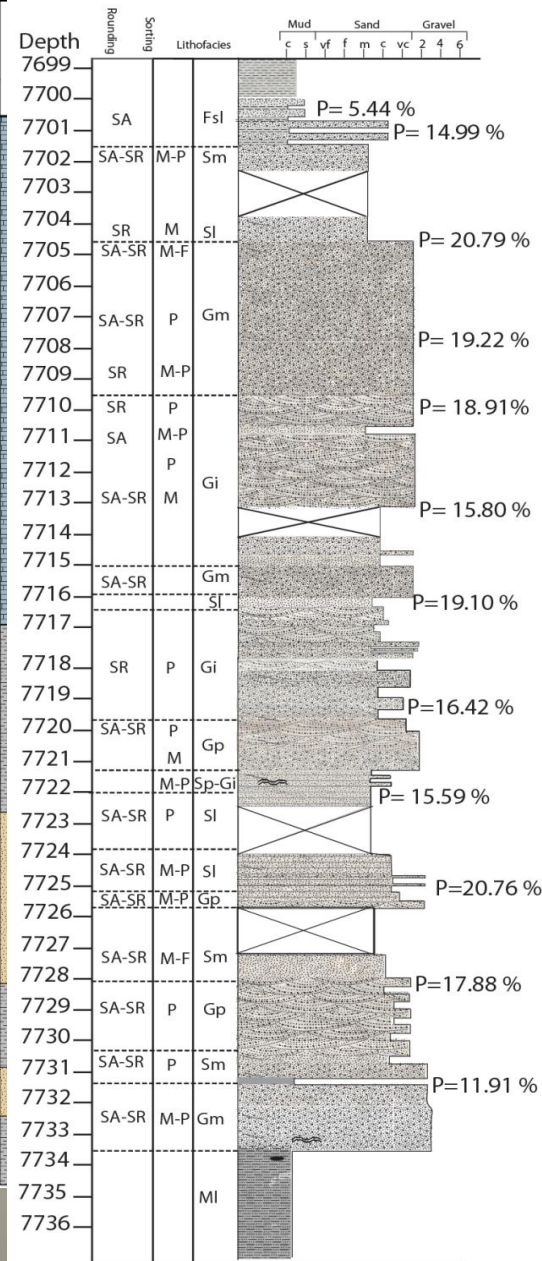 Rounding
Sorting
Mud Sand Gravel
Depth Lithofacies c s vf f m c vc 2 4 6
7699
7700
P= 5.44 %
7701 SA Fsl P= 14.99 %
7702 SA-SR M-P Sm
7703
7704
SR M Sl P= 20.79 %
7705 SA-SR M-F
7706
7707 SA-SR P Gm
7708 P= 19.22 %
7709 SR M-P
7710 SR P P= 18.91%
7711 SA M-P
7712 P
Gi
7713 SA-SR M P= 15.80 %
7714
7715
SA-SR Gm
7716 Sl P=19.10 %
7717
7718 SR P Gi
7719
P=16.42 %
7720 SA-SR P
Gp
7721 M
7722 M-P Sp-Gi P= 15.59 %
7723 SA-SR P Sl
7724
SA-SR M-P Sl
7725 P=20.76 %
SA-SR M-P Gp
7726
7727
SA-SR M-F Sm
7728 P=17.88 %
7729 SA-SR P Gp
7730
7731 SA-SR P Sm
P=11.91 %
7732
SA-SR M-P Gm
7733
7734
7735 Ml
7736